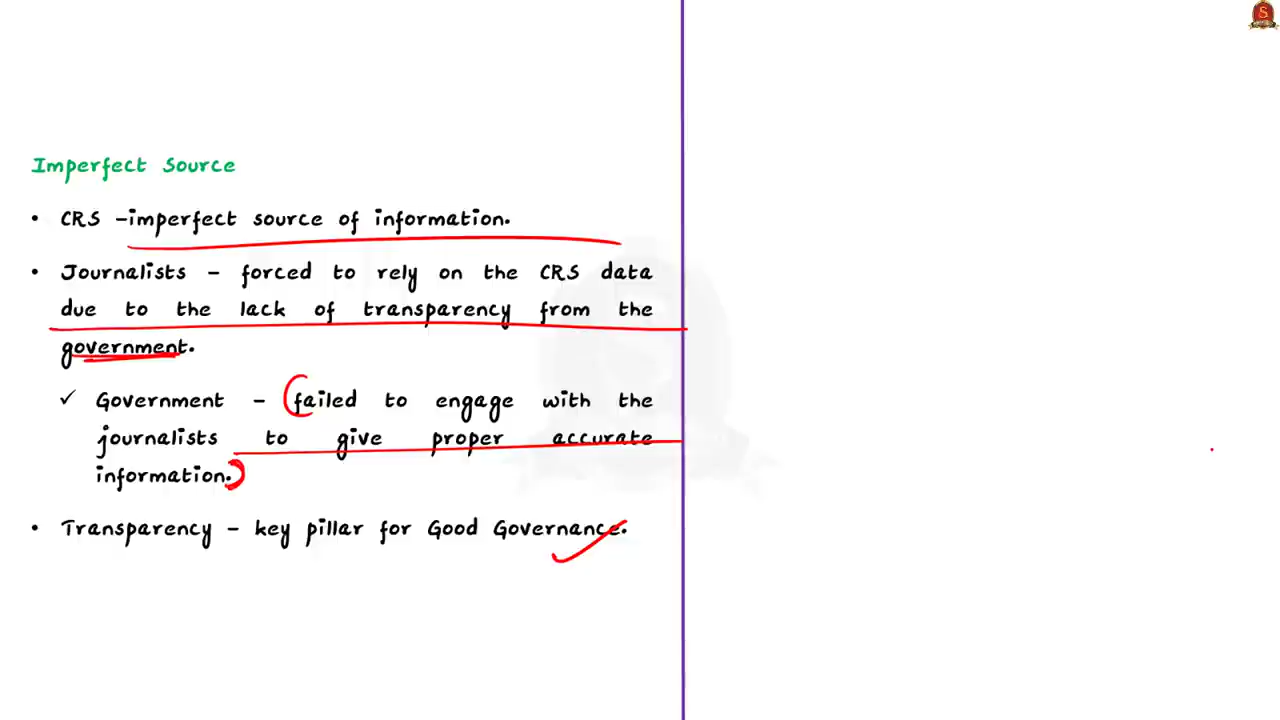 Imperfect Source
• CRS -imperfect source of information.
• Journalists - forced to rely on the CRS data
due to the lack of transparency from the
government.
✓ Government - failed to engage with the
journalists to give proper accurate
information.
• Transparency - key pillar for Good Governance.